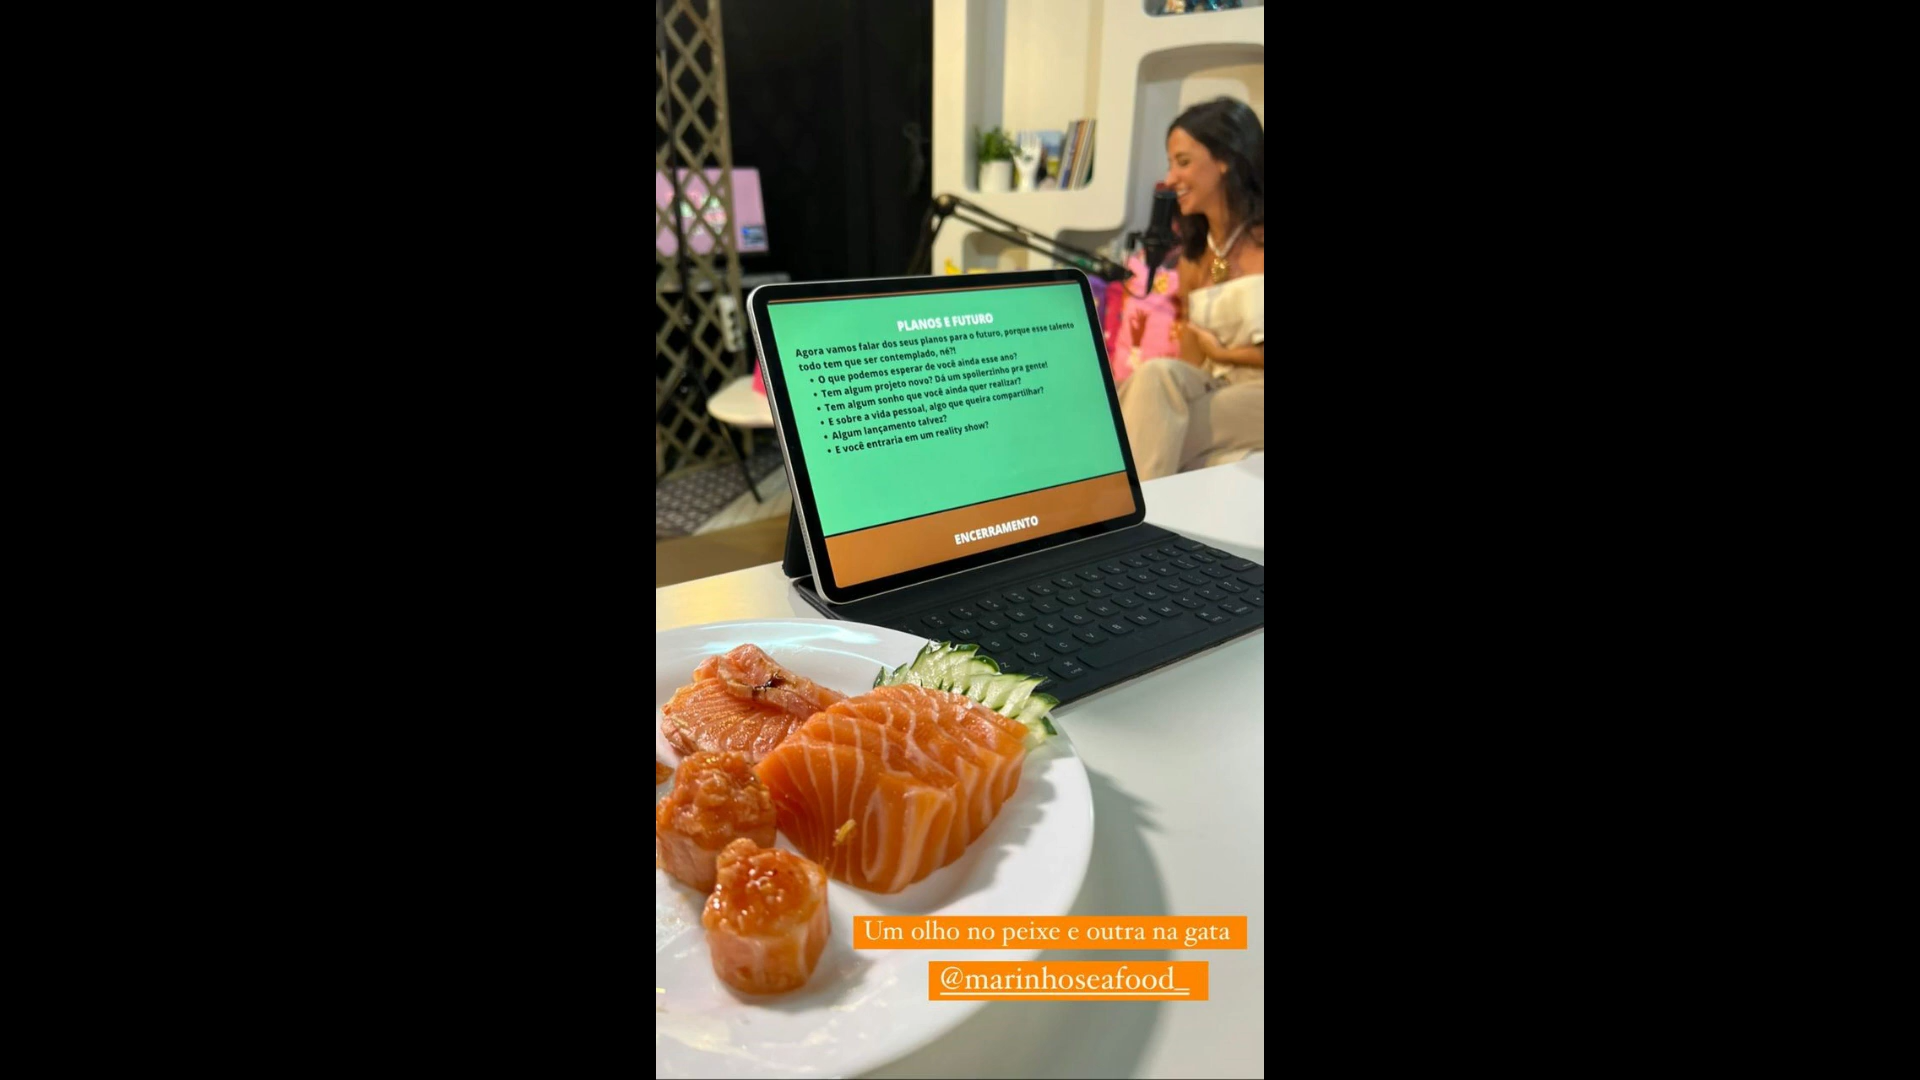 PLANOS E FUTURO
Agora vamos falar dos seus planos para o futuro, porque esse talento
todo tem que ser contemplado, né?!
• O que podemos esperar de você ainda esse ano?
• Tem algum projeto novo? Dá um spoilerzinho pra gente!
• Tem algum sonho que você ainda quer realizar?
• E sobre a vida pessoal, algo que queira compartilhar?
• Algum lançamento talvez?
• E você entraria em um reality show?
ENCERRAMENTO
Um olho no peixe e outra na gata
@marinhoseafood_